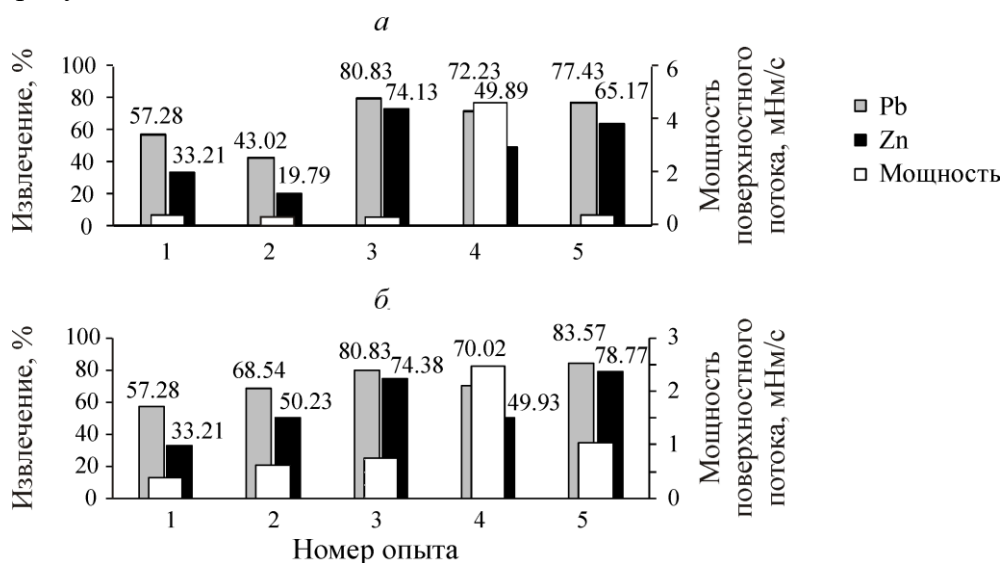 а
Извлечение, %
100
80
60
40
20
0
57.28
33.21
43.02
19.79
80.83
74.13
72.23
49.89
77.43
65.17
6
4
2
0
Мощность
поверхностного
потока, мНм/с
1 2 3 4 5
Pb
Zn
Мощность
б
Извлечение, %
100
80
60
40
20
0
57.28
33.21
68.54
50.23
80.83
74.38
70.02
49.93
83.57
78.77
3
2
1
0
Мощность
поверхностного
потока, мНм/с
1 2 3 4 5
Номер опыта